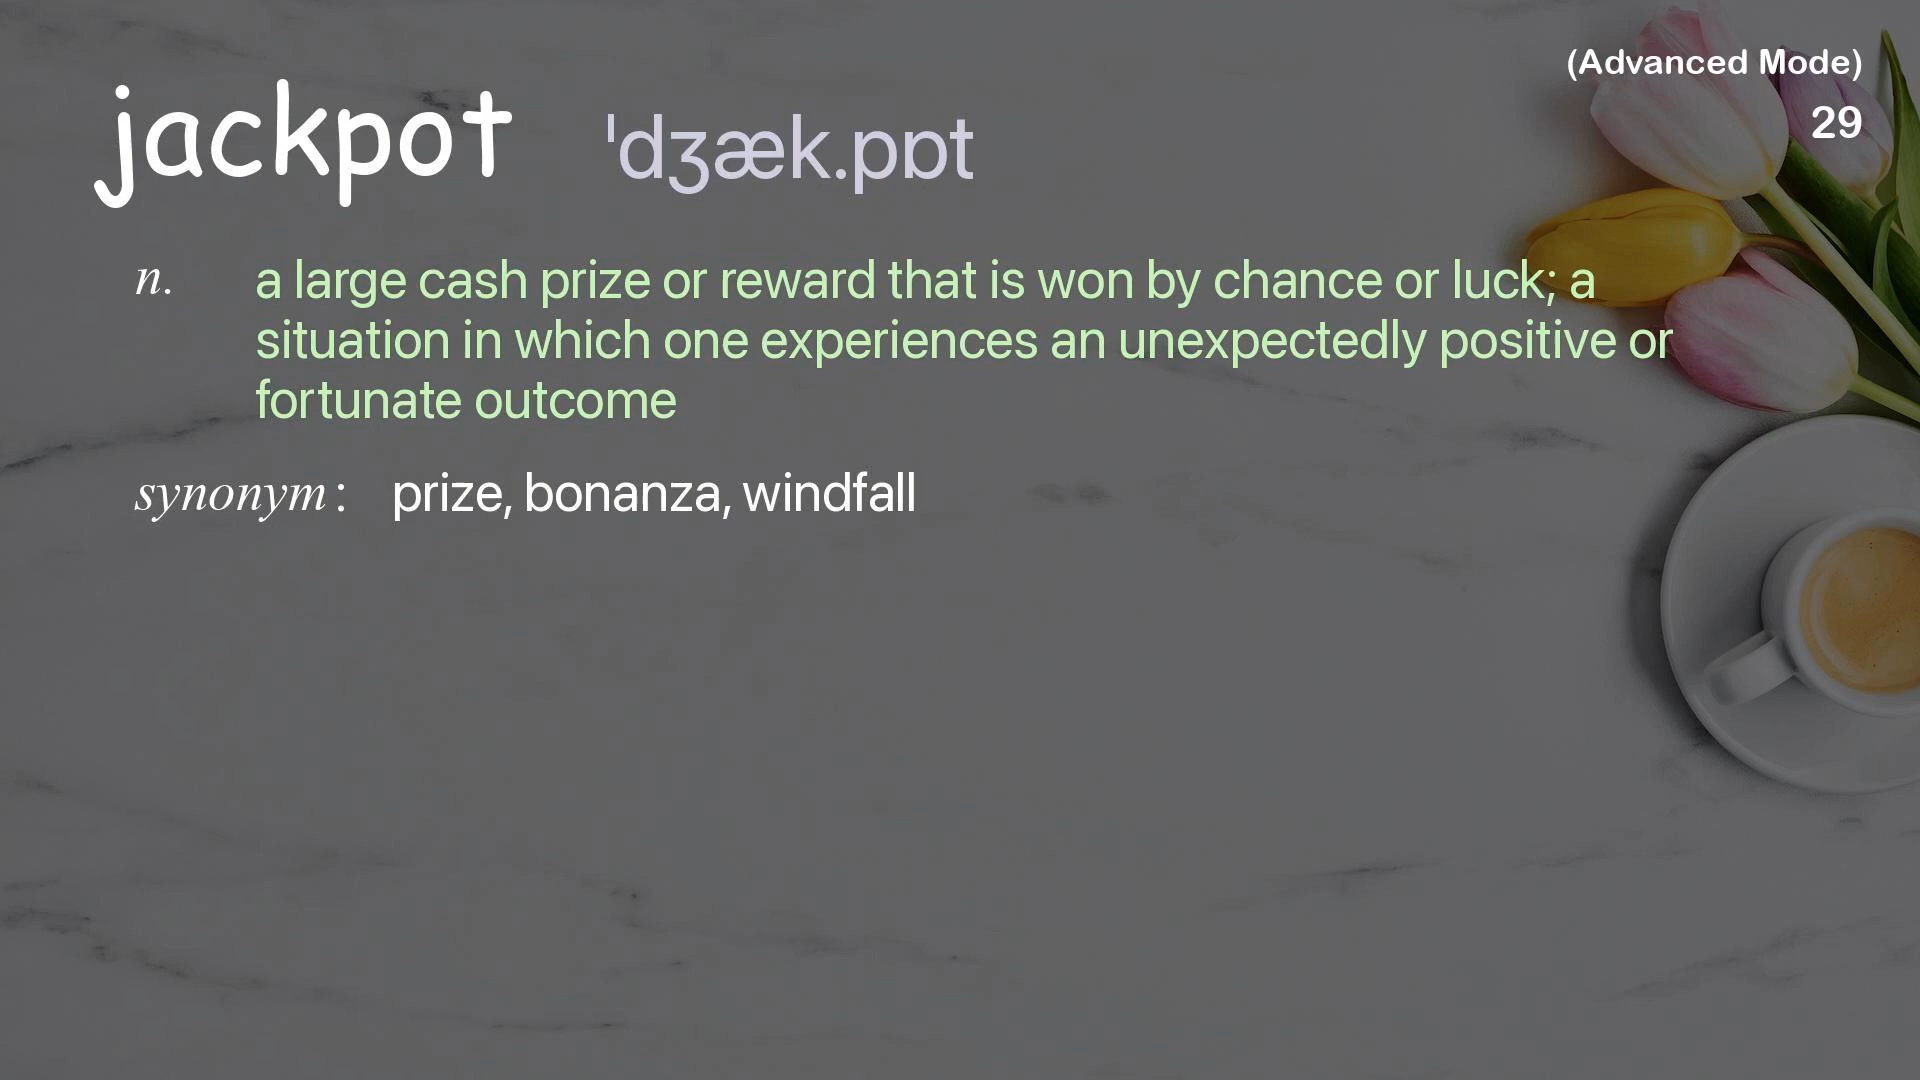 (Advanced Mode)
29
jackpot ˈdʒæk.pɒt
n. a large cash prize or reward that is won by chance or luck; a
situation in which one experiences an unexpectedly positive or
fortunate outcome
synonym : prize, bonanza, windfall